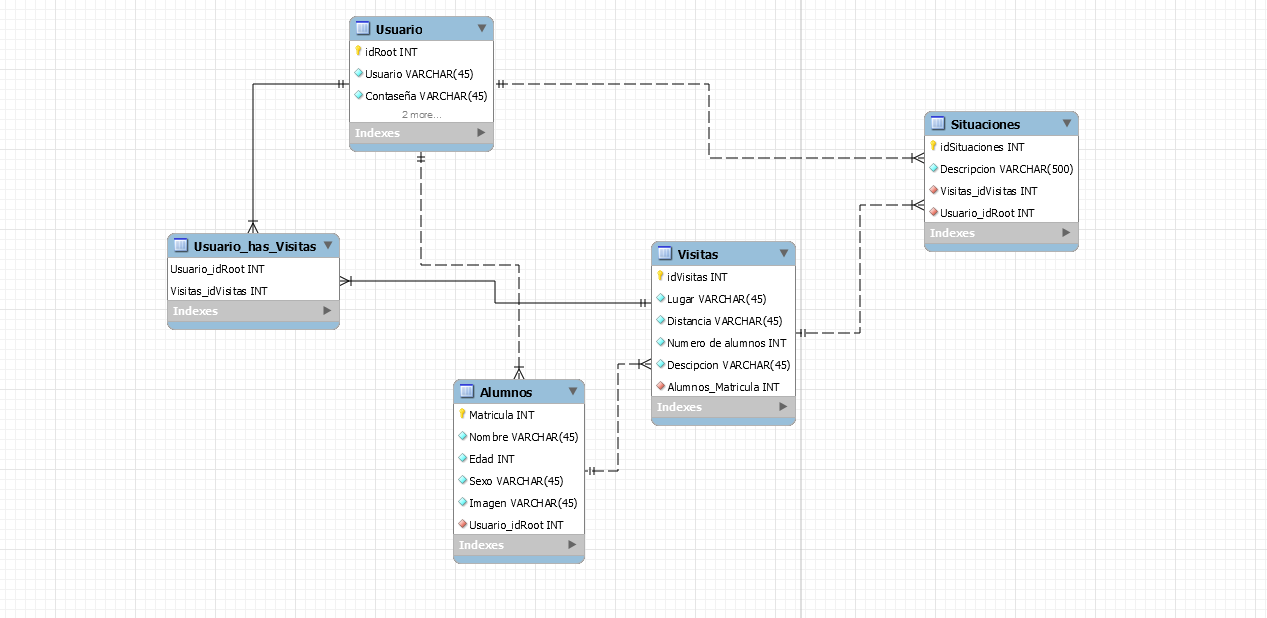 Usuario
idRoot INT
Usuario VARCHAR(45)
Contaseña VARCHAR(45)
2 more...
Indexes
Situaciones
idSituaciones INT
Descripcion VARCHAR(500)
Visitas_idVisitas INT
Usuario_idRoot INT
Indexes
Usuario_has_Visitas
Usuario_idRoot INT
Visitas_idVisitas INT
Indexes
Visitas
idVisitas INT
Lugar VARCHAR(45)
Distancia VARCHAR(45)
Numero de alumnos INT
Descipcion VARCHAR(45)
Alumnos_Matricula INT
Indexes
Alumnos
Matricula INT
Nombre VARCHAR(45)
Edad INT
Sexo VARCHAR(45)
Imagen VARCHAR(45)
Usuario_idRoot INT
Indexes